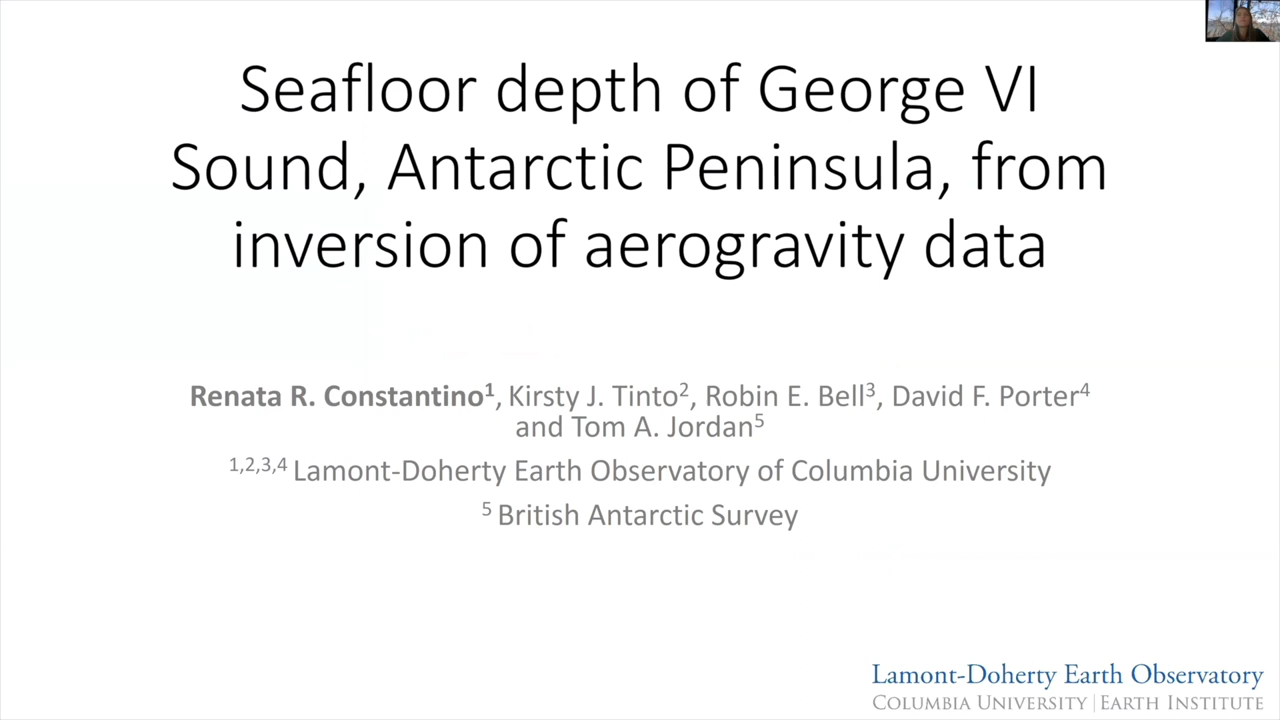 Seafloor depth of George VI
Sound, Antarctic Peninsula, from
inversion of aerogravity data
Renata R. Constantino¹, Kirsty J. Tinto², Robin E. Bell³, David F. Porter⁴
and Tom A. Jordan⁵
¹,²,³,⁴ Lamont-Doherty Earth Observatory of Columbia University
⁵ British Antarctic Survey
Lamont-Doherty Earth Observatory
COLUMBIA UNIVERSITY | EARTH INSTITUTE